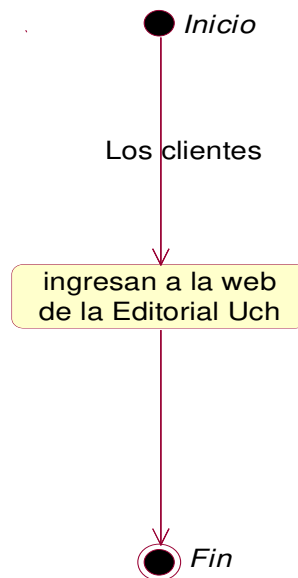 Inicio
Los clientes
ingresan a la web
de la Editorial Uch
Fin